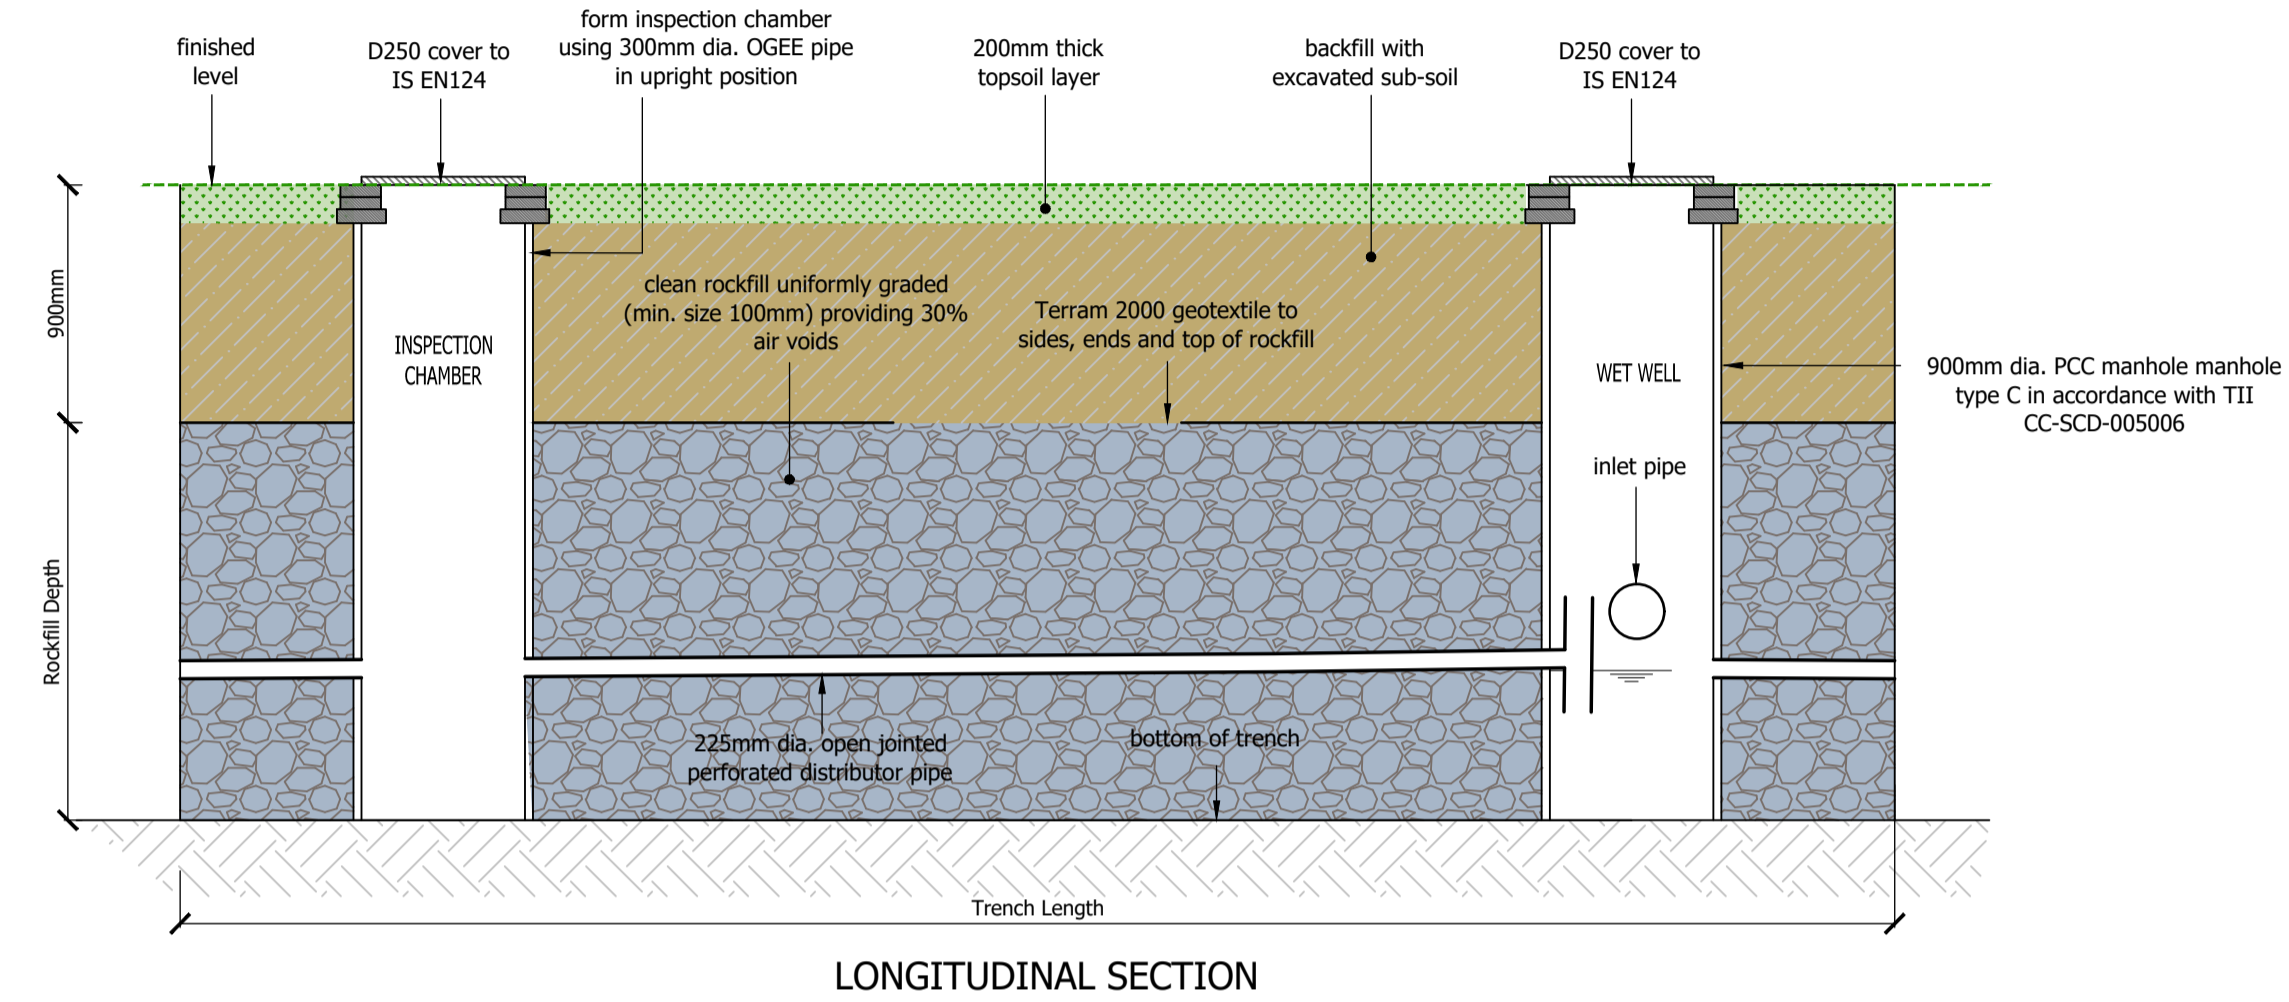 finished
level
D250 cover to
IS EN124
form inspection chamber
using 300mm dia. OGEE pipe
in upright position
200mm thick
topsoil layer
backfill with
excavated sub-soil
D250 cover to
IS EN124
900mm
clean rockfill uniformly graded
(min. size 100mm) providing 30%
air voids
Terram 2000 geotextile to
sides, ends and top of rockfill
INSPECTION
CHAMBER
WET WELL
900mm dia. PCC manhole manhole
type C in accordance with TII
CC-SCD-005006
inlet pipe
Rockfill Depth
225mm dia. open jointed
perforated distributor pipe
bottom of trench
Trench Length
LONGITUDINAL SECTION